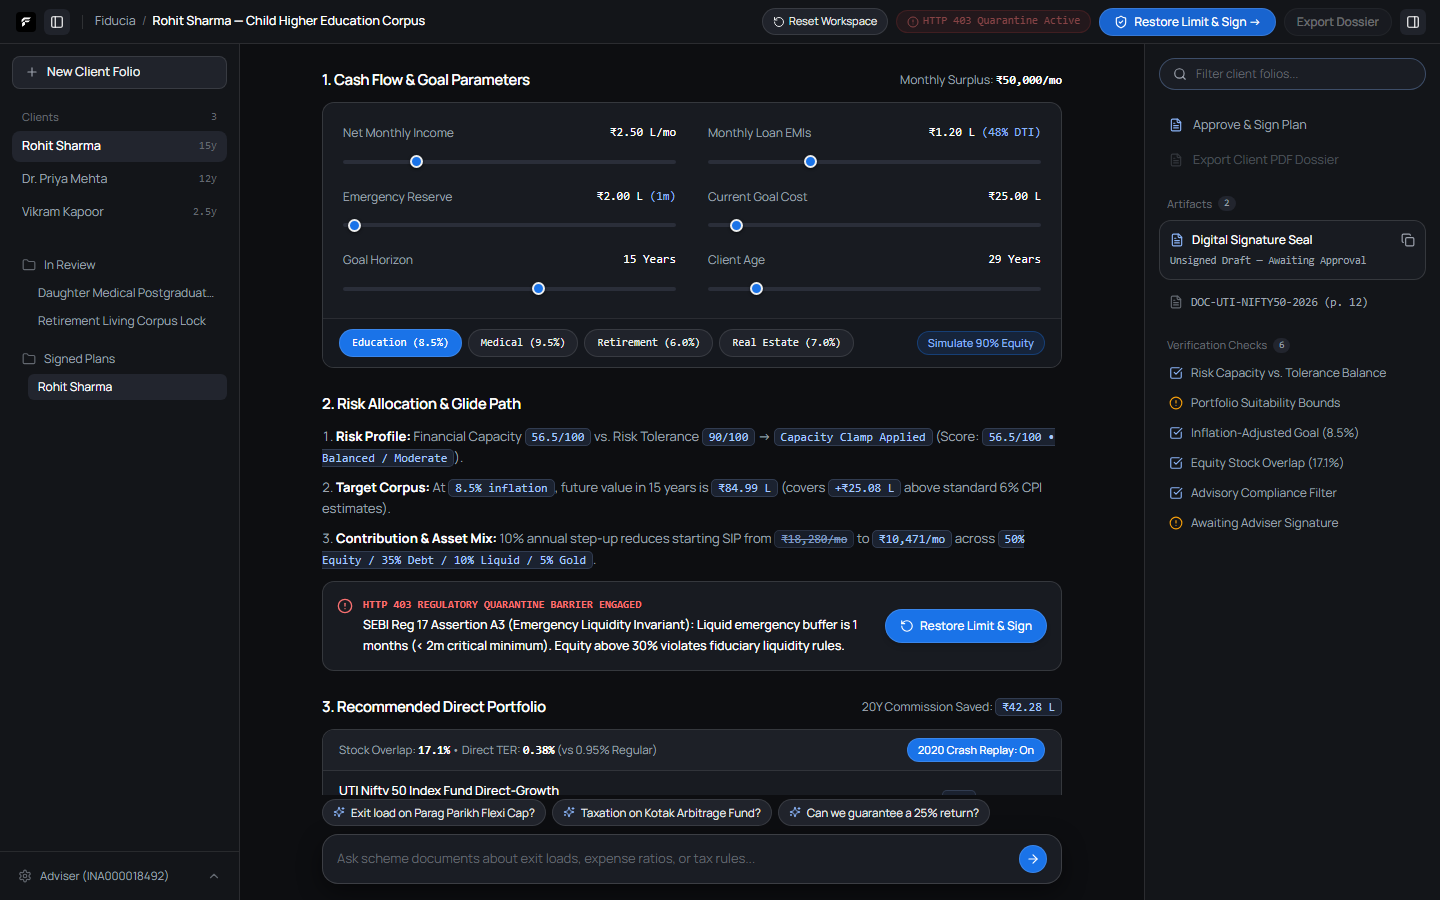 Fiducia / Rohit Sharma — Child Higher Education Corpus
Reset Workspace
HTTP 403 Quarantine Active
Restore Limit & Sign →
Export Dossier
New Client Folio
Clients 3
Rohit Sharma 15y
Dr. Priya Mehta 12y
Vikram Kapoor 2.5y
In Review
Daughter Medical Postgraduat...
Retirement Living Corpus Lock
Signed Plans
Rohit Sharma
Adviser (INA000018492)
1. Cash Flow & Goal Parameters
Monthly Surplus: ₹50,000/mo
Net Monthly Income ₹2.50 L/mo
Monthly Loan EMIs ₹1.20 L (48% DTI)
Emergency Reserve ₹2.00 L (1m)
Current Goal Cost ₹25.00 L
Goal Horizon 15 Years
Client Age 29 Years
Education (8.5%)
Medical (9.5%)
Retirement (6.0%)
Real Estate (7.0%)
Simulate 90% Equity
2. Risk Allocation & Glide Path
1. Risk Profile: Financial Capacity 56.5/100 vs. Risk Tolerance 90/100 → Capacity Clamp Applied (Score: 56.5/100 •
Balanced / Moderate ).
2. Target Corpus: At 8.5% inflation , future value in 15 years is ₹84.99 L (covers +₹25.08 L above standard 6% CPI
estimates).
3. Contribution & Asset Mix: 10% annual step-up reduces starting SIP from ₹18,280/mo to ₹10,471/mo across 50%
Equity / 35% Debt / 10% Liquid / 5% Gold .
HTTP 403 REGULATORY QUARANTINE BARRIER ENGAGED
SEBI Reg 17 Assertion A3 (Emergency Liquidity Invariant): Liquid emergency buffer is 1
months (< 2m critical minimum). Equity above 30% violates fiduciary liquidity rules.
Restore Limit & Sign
3. Recommended Direct Portfolio
20Y Commission Saved: ₹42.28 L
Stock Overlap: 17.1% • Direct TER: 0.38% (vs 0.95% Regular)
2020 Crash Replay: On
UTI Nifty 50 Index Fund Direct-Growth
Exit load on Parag Parikh Flexi Cap?
Taxation on Kotak Arbitrage Fund?
Can we guarantee a 25% return?
Ask scheme documents about exit loads, expense ratios, or tax rules...
Filter client folios...
Approve & Sign Plan
Export Client PDF Dossier
Artifacts 2
Digital Signature Seal
Unsigned Draft — Awaiting Approval
DOC-UTI-NIFTY50-2026 (p. 12)
Verification Checks 6
Risk Capacity vs. Tolerance Balance
Portfolio Suitability Bounds
Inflation-Adjusted Goal (8.5%)
Equity Stock Overlap (17.1%)
Advisory Compliance Filter
Awaiting Adviser Signature